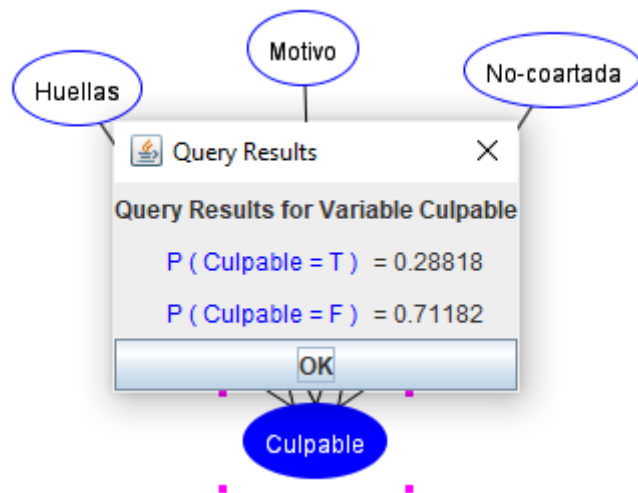 Motivo
Huellas
No-coartada
Query Results
Query Results for Variable Culpable
P ( Culpable = T ) = 0.28818
P ( Culpable = F ) = 0.71182
OK
Culpable